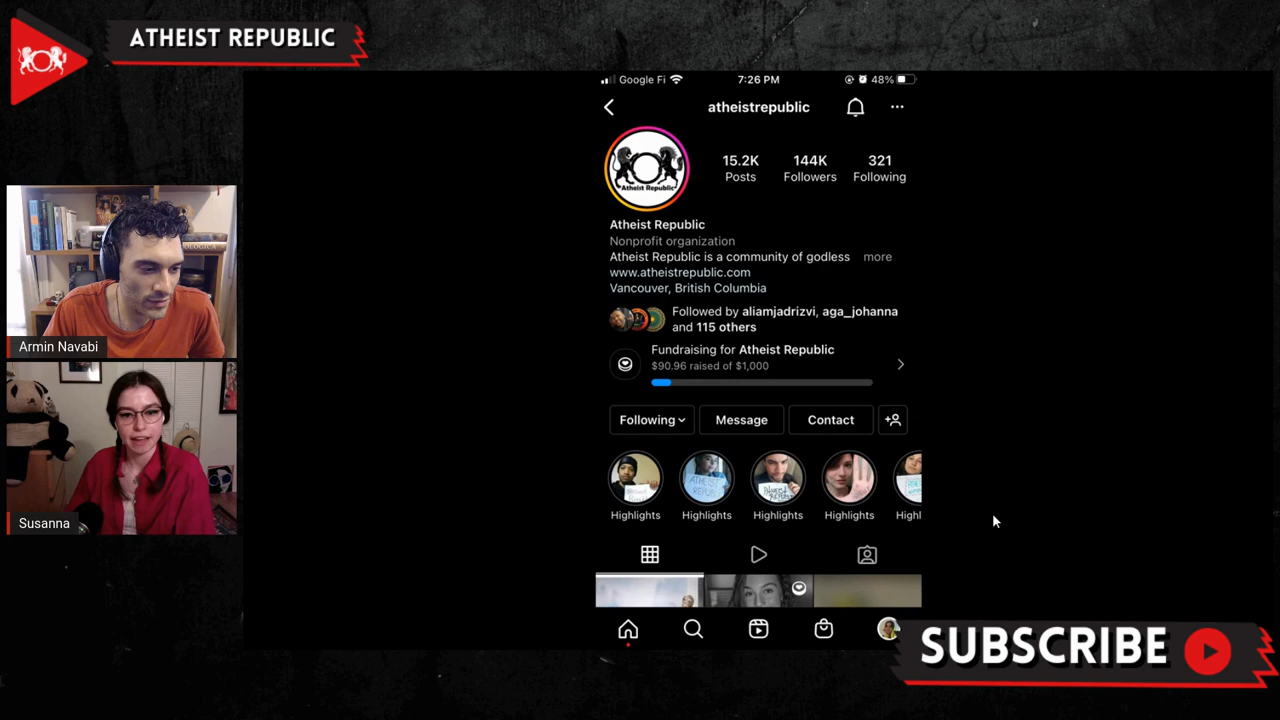 ATHEIST REPUBLIC
Google Fi
7:26 PM
48%
atheistrepublic
Atheist Republic
15.2K
Posts
144K
Followers
321
Following
Atheist Republic
Nonprofit organization
Atheist Republic is a community of godless more
www.atheistrepublic.com
Vancouver, British Columbia
Followed by aliamjadrizvi, aga_johanna
and 115 others
Fundraising for Atheist Republic
$90.96 raised of $1,000
Following
Message
Contact
Highlights
Highlights
Highlights
Highlights
Highl
Armin Navabi
Susanna
SUBSCRIBE